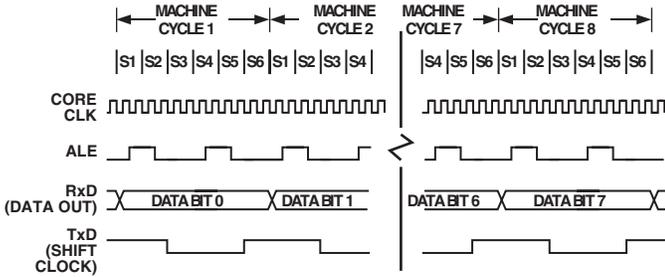 MACHINE CYCLE 1
MACHINE CYCLE 2
MACHINE CYCLE 7
MACHINE CYCLE 8
S1 S2 S3 S4 S5 S6 S1 S2 S3 S4
S4 S5 S6 S1 S2 S3 S4 S5 S6
CORE
CLK
ALE
RxD
(DATA OUT)
DATA BIT 0
DATA BIT 1
DATA BIT 6
DATA BIT 7
TxD
(SHIFT
CLOCK)